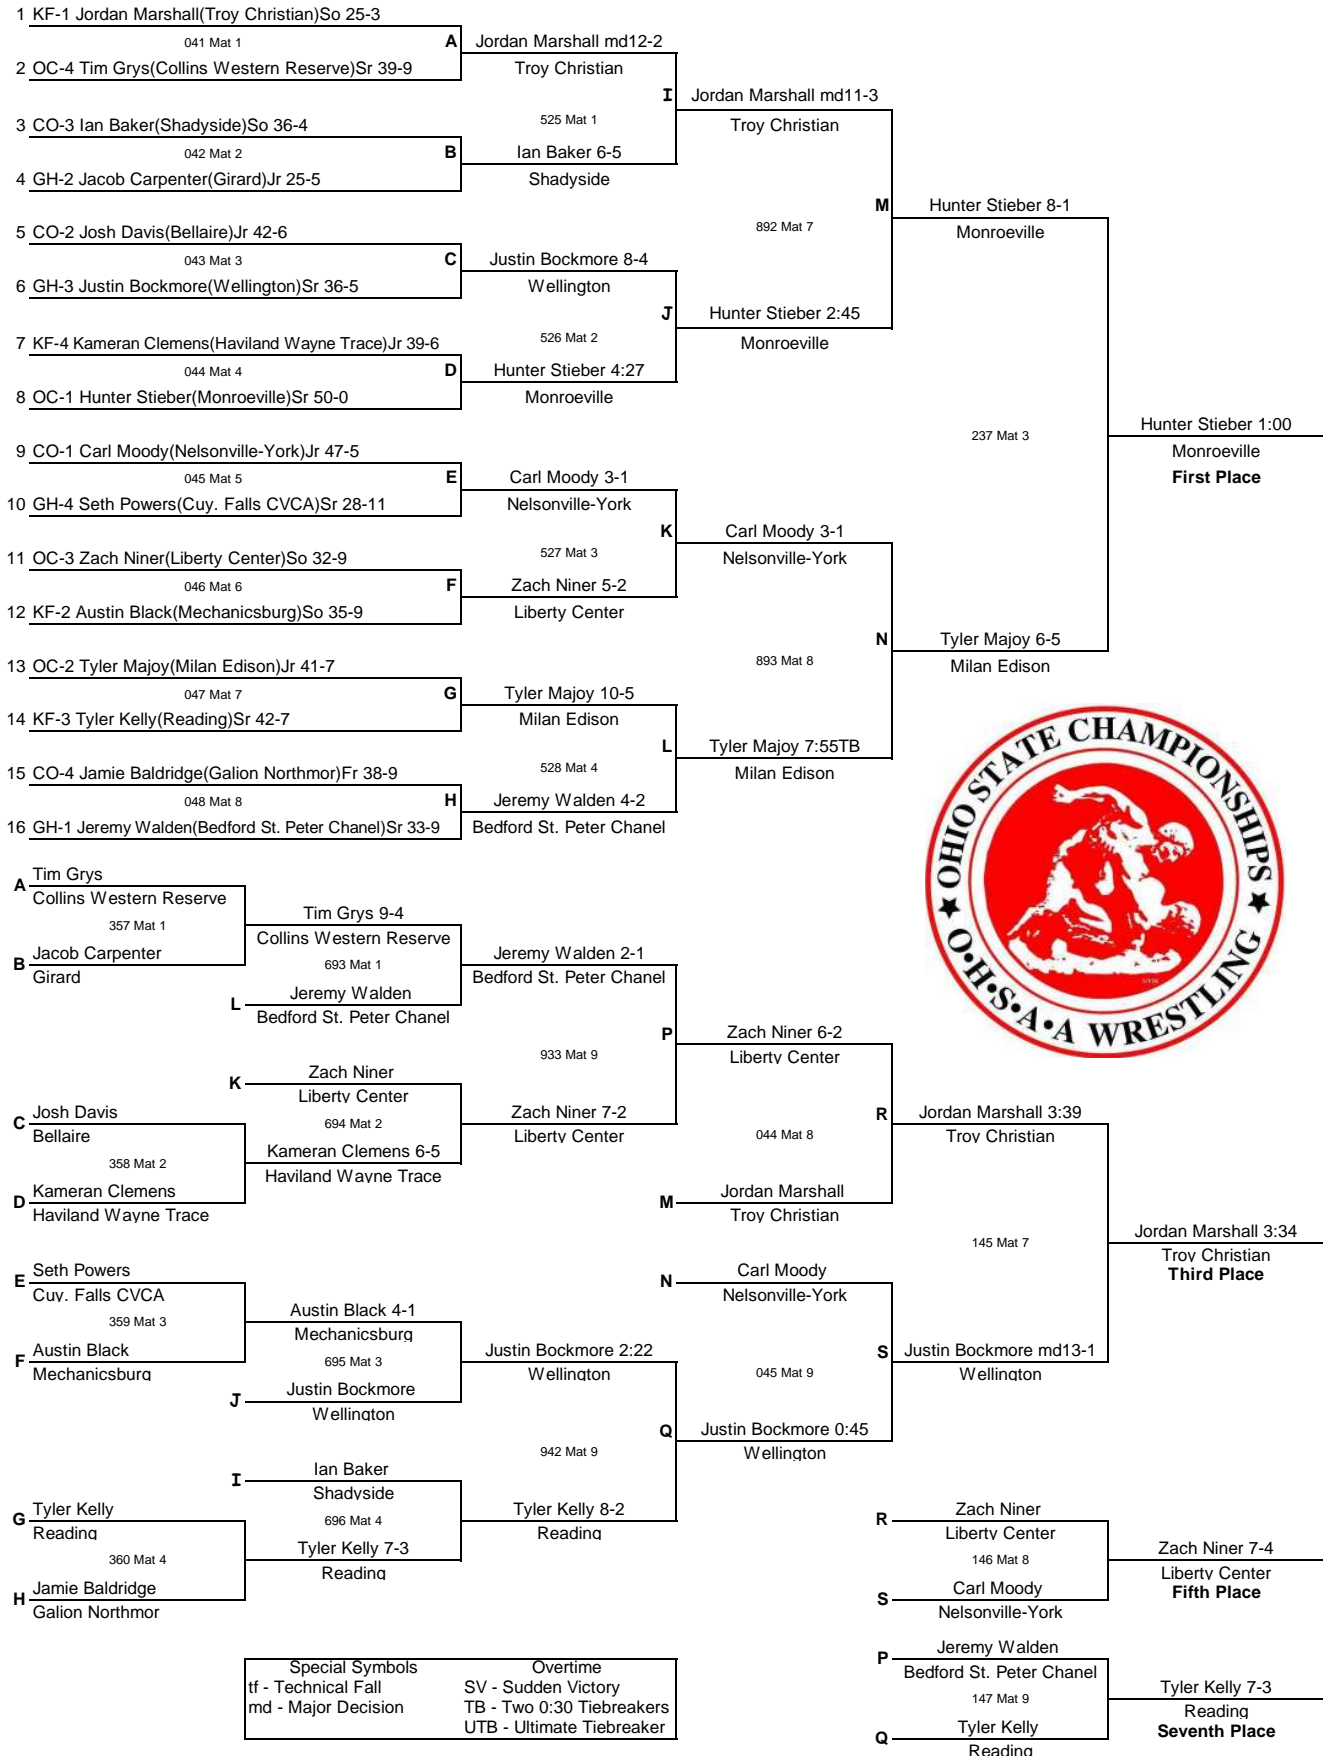 1 KF-1 Jordan Marshall(Troy Christian)So 25-3
041 Mat 1
A
2 OC-4 Tim Grys(Collins Western Reserve)Sr 39-9
Jordan Marshall md12-2
Troy Christian
3 CO-3 Ian Baker(Shadyside)So 36-4
042 Mat 2
B
4 GH-2 Jacob Carpenter(Girard)Jr 25-5
525 Mat 1
Ian Baker 6-5
Shadyside
I
Jordan Marshall md11-3
Troy Christian
5 CO-2 Josh Davis(Bellaire)Jr 42-6
043 Mat 3
C
6 GH-3 Justin Bockmore(Wellington)Sr 36-5
Justin Bockmore 8-4
Wellington
7 KF-4 Kameran Clemens(Haviland Wayne Trace)Jr 39-6
044 Mat 4
D
8 OC-1 Hunter Stieber(Monroeville)Sr 50-0
526 Mat 2
Hunter Stieber 4:27
Monroeville
J
Hunter Stieber 2:45
Monroeville
892 Mat 7
M
Hunter Stieber 8-1
Monroeville
9 CO-1 Carl Moody(Nelsonville-York)Jr 47-5
045 Mat 5
E
10 GH-4 Seth Powers(Cuy. Falls CVCA)Sr 28-11
Carl Moody 3-1
Nelsonville-York
11 OC-3 Zach Niner(Liberty Center)So 32-9
046 Mat 6
F
12 KF-2 Austin Black(Mechanicsburg)So 35-9
527 Mat 3
Zach Niner 5-2
Liberty Center
K
Carl Moody 3-1
Nelsonville-York
13 OC-2 Tyler Majoy(Milan Edison)Jr 41-7
047 Mat 7
G
14 KF-3 Tyler Kelly(Reading)Sr 42-7
Tyler Majoy 10-5
Milan Edison
15 CO-4 Jamie Baldridge(Galion Northmor)Fr 38-9
048 Mat 8
H
16 GH-1 Jeremy Walden(Bedford St. Peter Chanel)Sr 33-9
528 Mat 4
Jeremy Walden 4-2
Bedford St. Peter Chanel
L
Tyler Majoy 7:55TB
Milan Edison
893 Mat 8
N
Tyler Majoy 6-5
Milan Edison
237 Mat 3
Hunter Stieber 1:00
Monroeville
First Place
OHIO STATE CHAMPIONSHIPS
O•H•S•A•A WRESTLING
A Tim Grys
Collins Western Reserve
357 Mat 1
B Jacob Carpenter
Girard
Tim Grys 9-4
Collins Western Reserve
693 Mat 1
L Jeremy Walden
Bedford St. Peter Chanel
Jeremy Walden 2-1
Bedford St. Peter Chanel
K Zach Niner
Liberty Center
694 Mat 2
C Josh Davis
Bellaire
358 Mat 2
D Kameran Clemens
Haviland Wayne Trace
Kameran Clemens 6-5
Haviland Wayne Trace
933 Mat 9
Zach Niner 7-2
Liberty Center
P
Zach Niner 6-2
Liberty Center
044 Mat 8
M Jordan Marshall
Troy Christian
R
Jordan Marshall 3:39
Troy Christian
E Seth Powers
Cuy. Falls CVCA
359 Mat 3
F Austin Black
Mechanicsburg
Austin Black 4-1
Mechanicsburg
695 Mat 3
J Justin Bockmore
Wellington
Justin Bockmore 2:22
Wellington
I Ian Baker
Shadyside
696 Mat 4
G Tyler Kelly
Reading
360 Mat 4
H Jamie Baldridge
Galion Northmor
Tyler Kelly 7-3
Reading
942 Mat 9
Tyler Kelly 8-2
Reading
N Carl Moody
Nelsonville-York
045 Mat 9
Q
Justin Bockmore 0:45
Wellington
S
Justin Bockmore md13-1
Wellington
145 Mat 7
Jordan Marshall 3:34
Troy Christian
Third Place
R Zach Niner
Liberty Center
146 Mat 8
S Carl Moody
Nelsonville-York
Zach Niner 7-4
Liberty Center
Fifth Place
P Jeremy Walden
Bedford St. Peter Chanel
147 Mat 9
Q Tyler Kelly
Reading
Tyler Kelly 7-3
Reading
Seventh Place
Special Symbols
tf - Technical Fall
md - Major Decision
Overtime
SV - Sudden Victory
TB - Two 0:30 Tiebreakers
UTB - Ultimate Tiebreaker